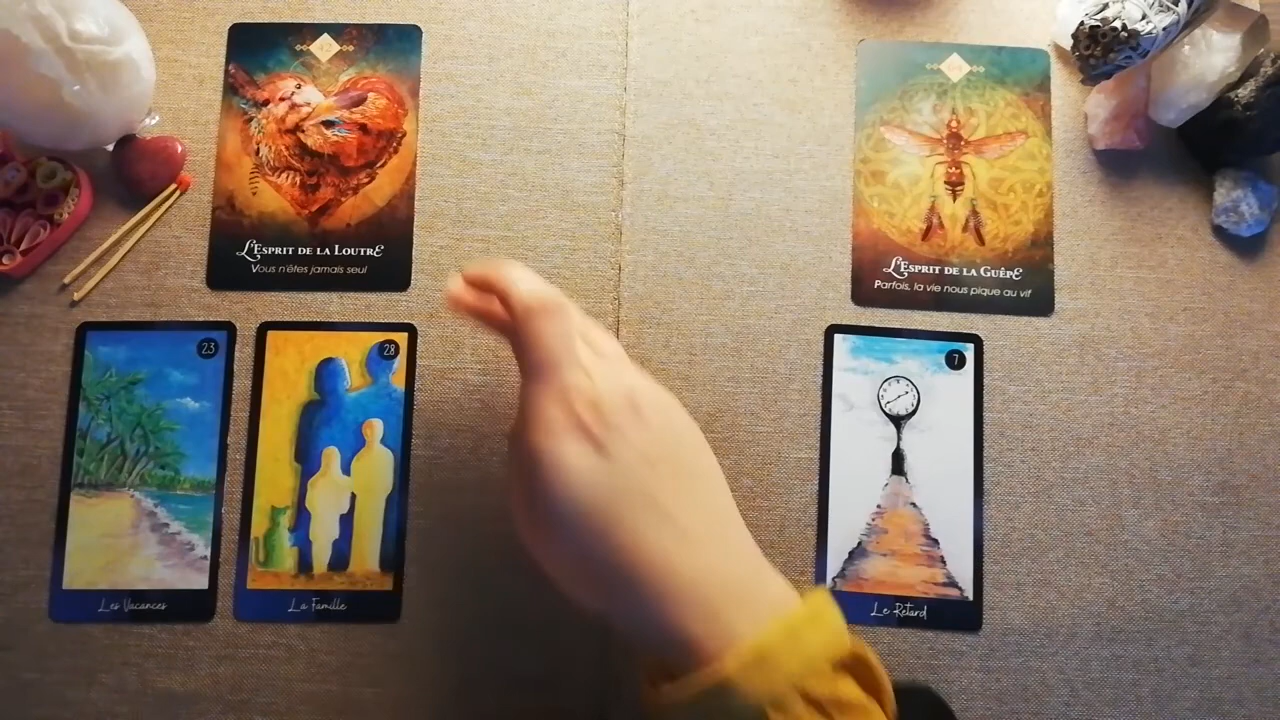 L'ESPRIT DE LA LOUTRE
Vous n'êtes jamais seul
L'ESPRIT DE LA GUÊPE
Parfois, la vie nous pique au vif
23
Les Vacances
28
La Famille
7
Le Retard